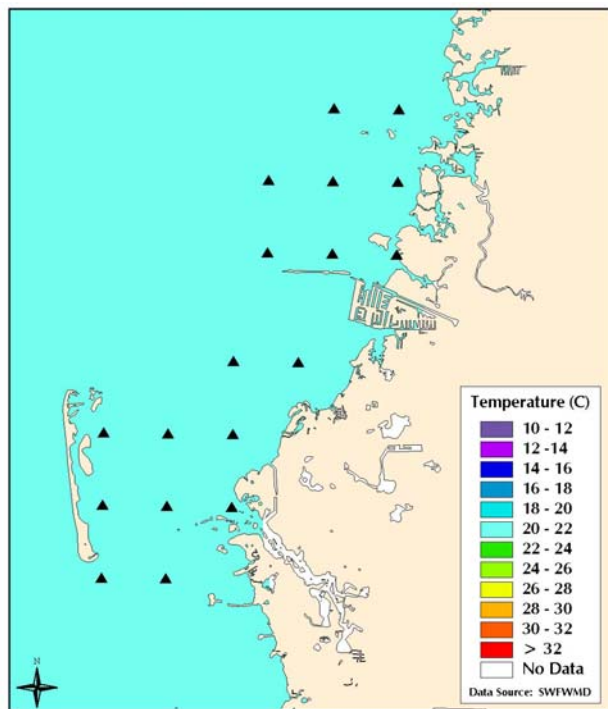 Temperature (C)
10 - 12
12 -14
14 - 16
16 - 18
18 - 20
20 - 22
22 - 24
24 - 26
26 - 28
28 - 30
30 - 32
> 32
No Data
Data Source: SWFWMD
N